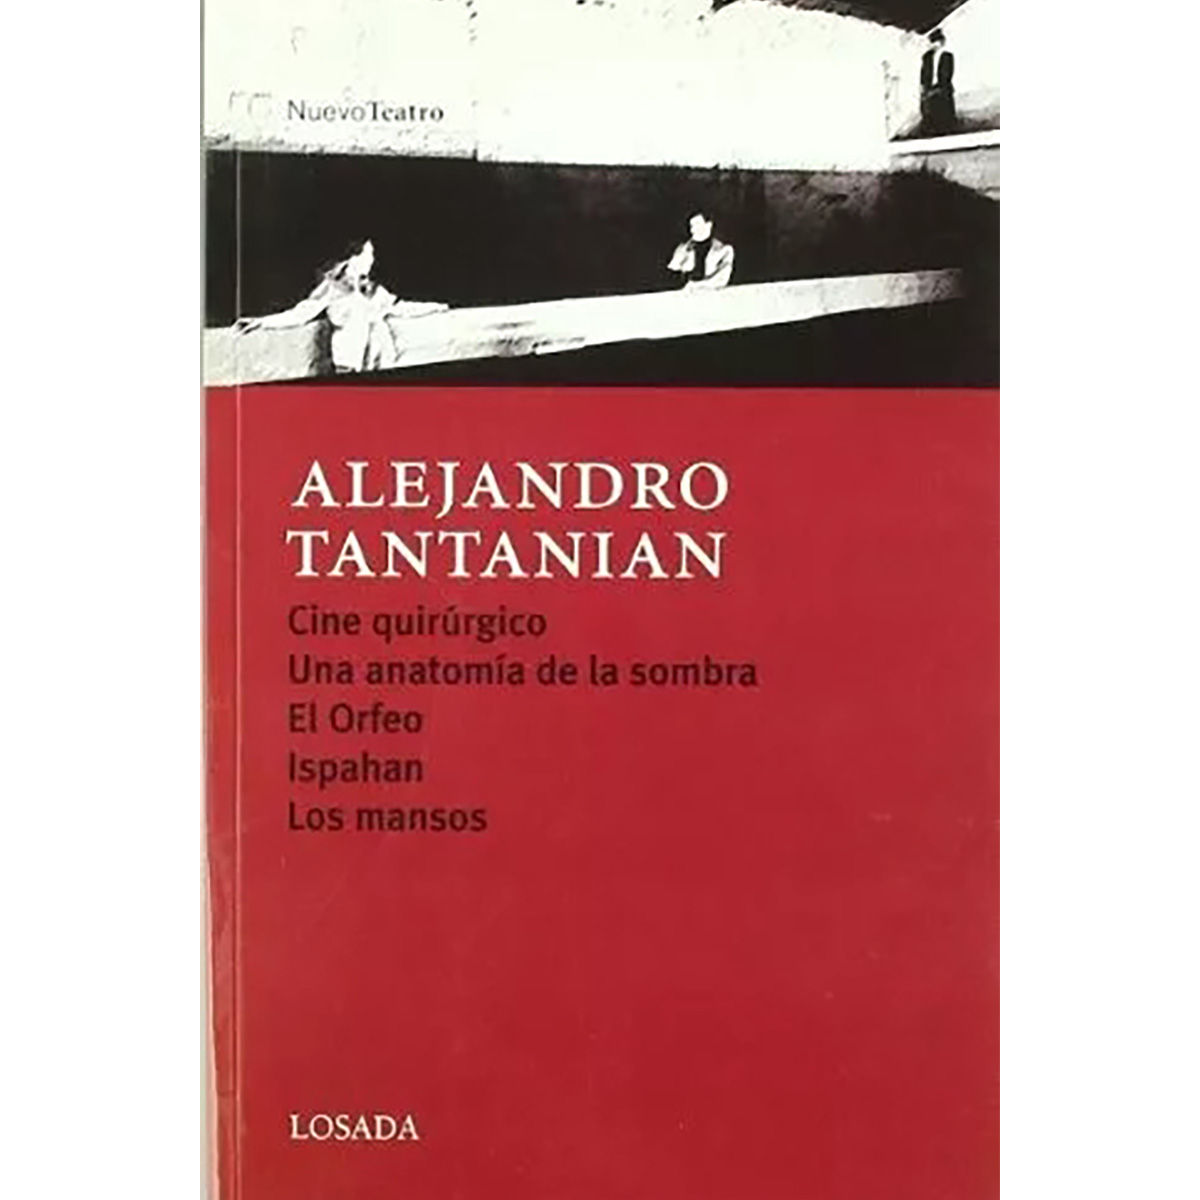 NuevoTeatro
ALEJANDRO
TANTANIAN
Cine quirúrgico
Una anatomía de la sombra
El Orfeo
Ispahan
Los mansos
LOSADA